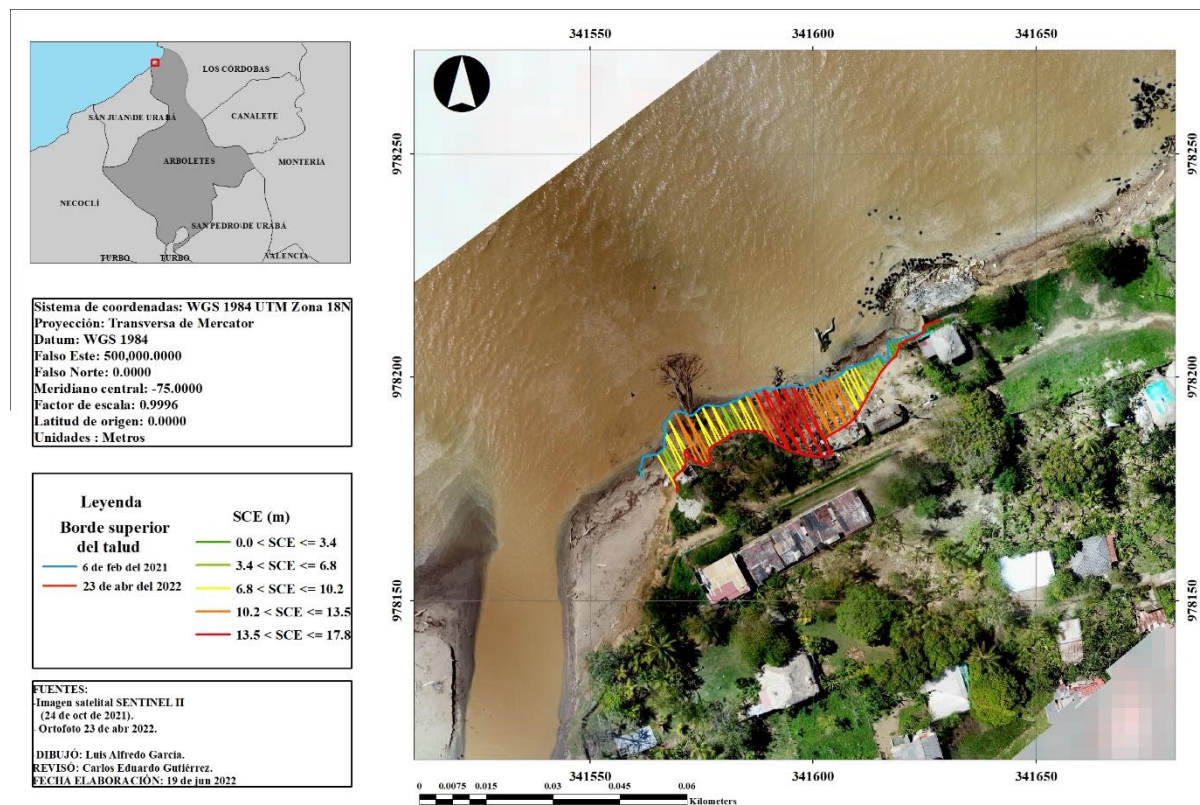 LOS CÓRDOBAS
SAN JUAN DE URABÁ
CANALETE
ARBOLETES
MONTERÍA
NECOCLÍ
SAN PEDRO DE URABÁ
TURBO
TURBO
VALENCIA
Sistema de coordenadas: WGS 1984 UTM Zona 18N
Proyección: Transversa de Mercator
Datum: WGS 1984
Falso Este: 500,000.0000
Falso Norte: 0.0000
Meridiano central: -75.0000
Factor de escala: 0.9996
Latitud de origen: 0.0000
Unidades : Metros
Leyenda
Borde superior
del talud
6 de feb del 2021
23 de abr del 2022
SCE (m)
0.0 < SCE <= 3.4
3.4 < SCE <= 6.8
6.8 < SCE <= 10.2
10.2 < SCE <= 13.5
13.5 < SCE <= 17.8
FUENTES:
-Imagen satelital SENTINEL II
(24 de oct de 2021).
- Ortofoto 23 de abr 2022.
-DIBUJÓ: Luis Alfredo García.
REVISÓ: Carlos Eduardo Gutiérrez.
FECHA ELABORACIÓN: 19 de jun 2022
341550 341600 341650
978250 978250
978200 978200
978150 978150
341550 341600 341650
0 0.0075 0.015 0.03 0.045 0.06
Kilometers